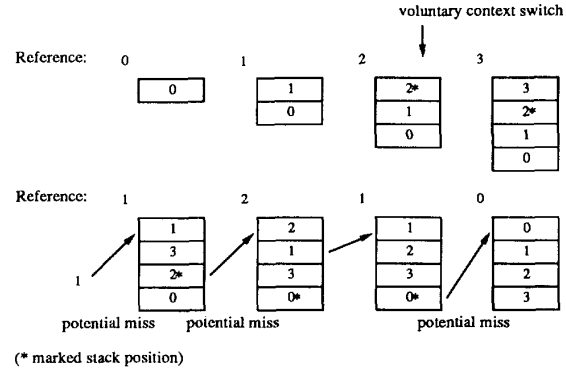 voluntary context switch
Reference: 0 1 2 3
0 1 2* 3
0 1 2*
0 1
0
Reference: 1 2 1 0
1 2 1 0
3 1 2 1
1 2* 3 3 2
0 0* 0* 3
potential miss potential miss potential miss
(* marked stack position)